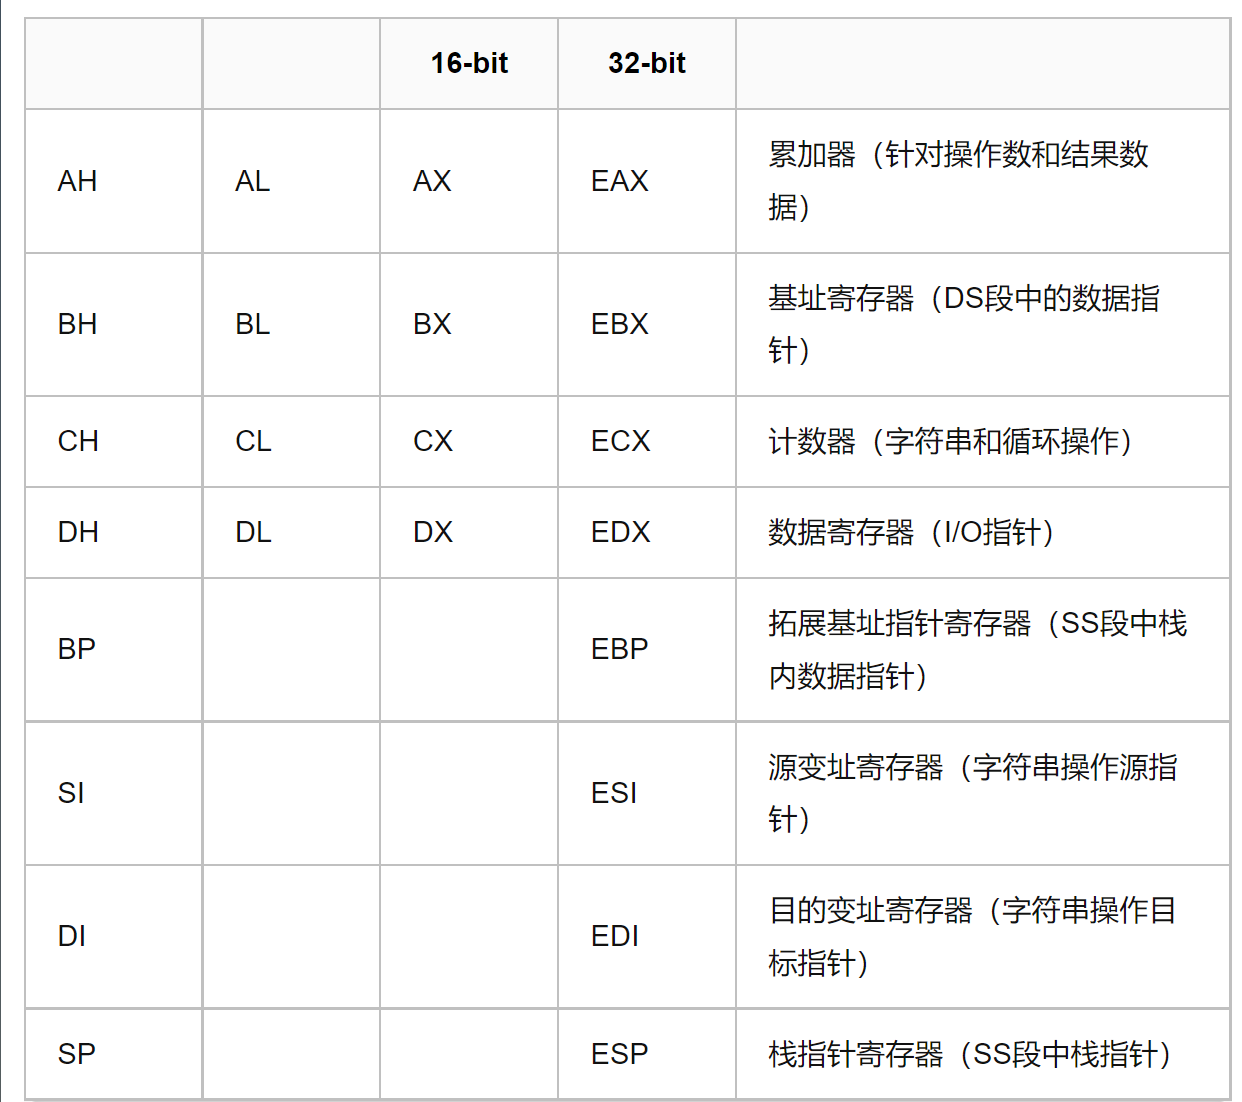 16-bit 32-bit
AH AL AX EAX 累加器（针对操作数和结果数
据）
BH BL BX EBX 基址寄存器（DS段中的数据指
针）
CH CL CX ECX 计数器（字符串和循环操作）
DH DL DX EDX 数据寄存器（I/O指针）
BP EBP 拓展基址指针寄存器（SS段中栈
内数据指针）
SI ESI 源变址寄存器（字符串操作源指
针）
DI EDI 目的变址寄存器（字符串操作目
标指针）
SP ESP 栈指针寄存器（SS段中栈指针）